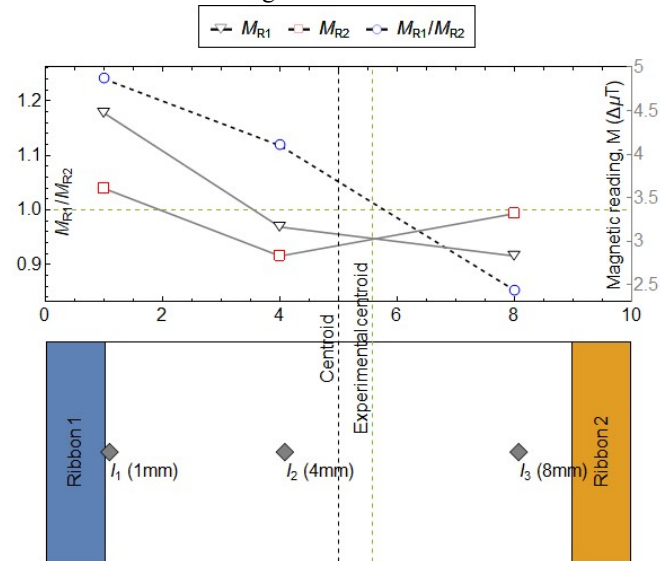 M_R1 M_R2 M_R1/M_R2
1.2
1.1
1.0
0.9
M_R1/M_R2
5
4.5
4
3.5
3
2.5
Magnetic reading, M (ΔμT)
0 2 4 6 8 10
Centroid
Experimental centroid
Ribbon 1
I_1 (1mm)
I_2 (4mm)
I_3 (8mm)
Ribbon 2